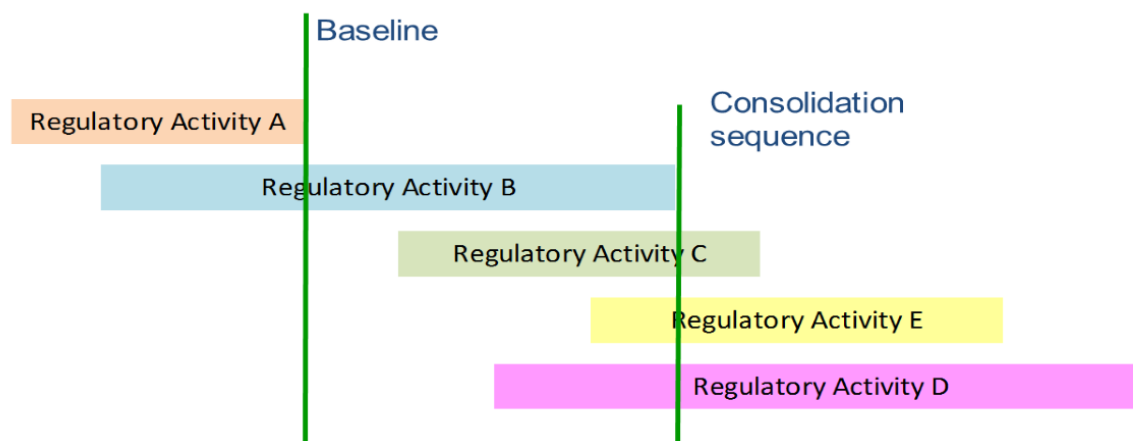 Baseline
Consolidation
sequence
Regulatory Activity A
Regulatory Activity B
Regulatory Activity C
Regulatory Activity E
Regulatory Activity D